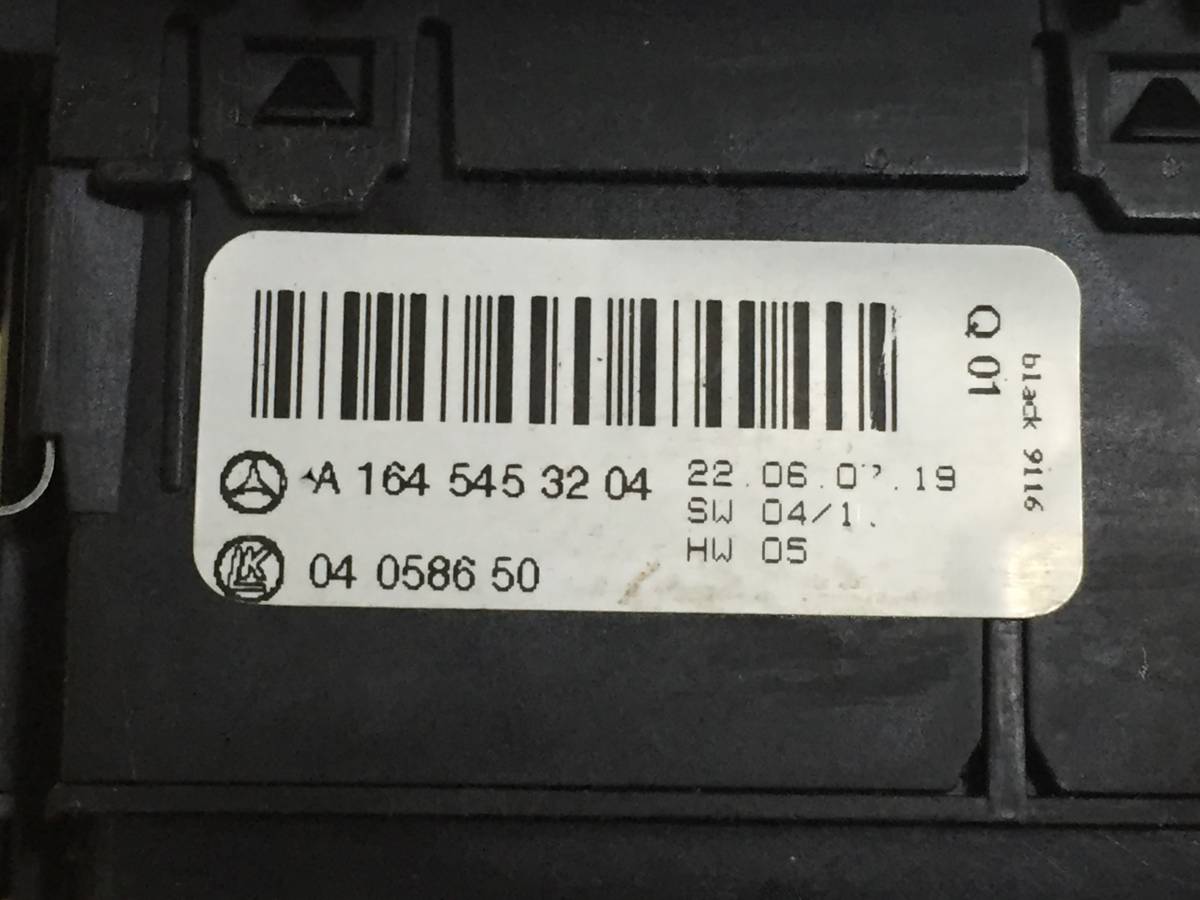 A 164 545 32 04
04 0586 50
22.06.0 .19
SW 04/1.
HW 05
Q 01
black 9116